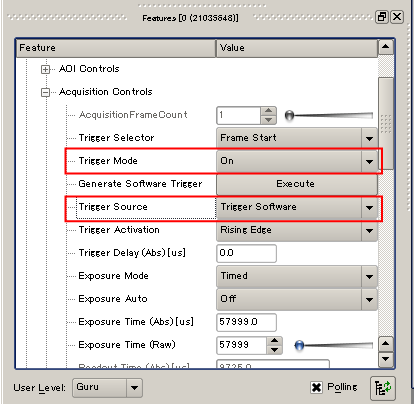 Features [0 (21035548)]
Feature Value
AOI Controls
Acquisition Controls
AcquisitionFrameCount 1
Trigger Selector Frame Start
Trigger Mode On
Generate Software Trigger Execute
Trigger Source Trigger Software
Trigger Activation Rising Edge
Trigger Delay (Abs) [us] 0.0
Exposure Mode Timed
Exposure Auto Off
Exposure Time (Abs) [us] 57999.0
Exposure Time (Raw) 57999
Readout Time (Abs) [us] 9725.0
User Level: Guru Polling